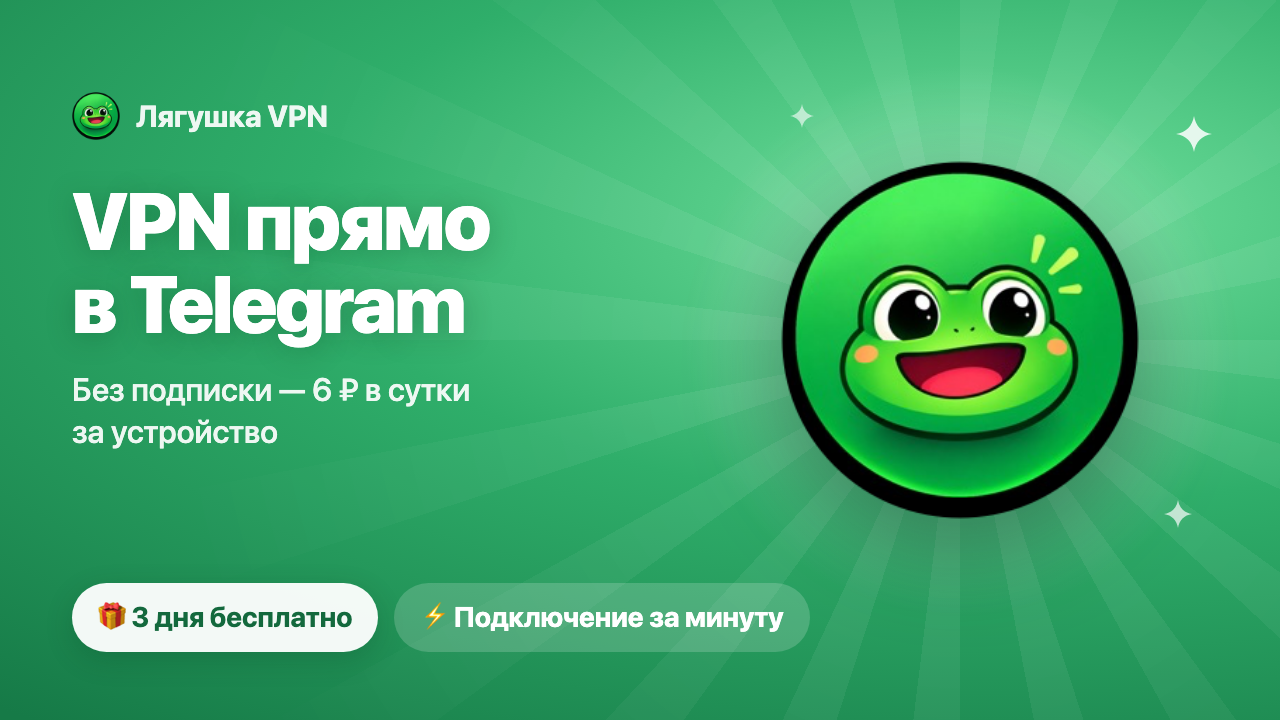 Лягушка VPN
VPN прямо
в Telegram
Без подписки — 6 ₽ в сутки
за устройство
🎁 3 дня бесплатно
⚡ Подключение за минуту